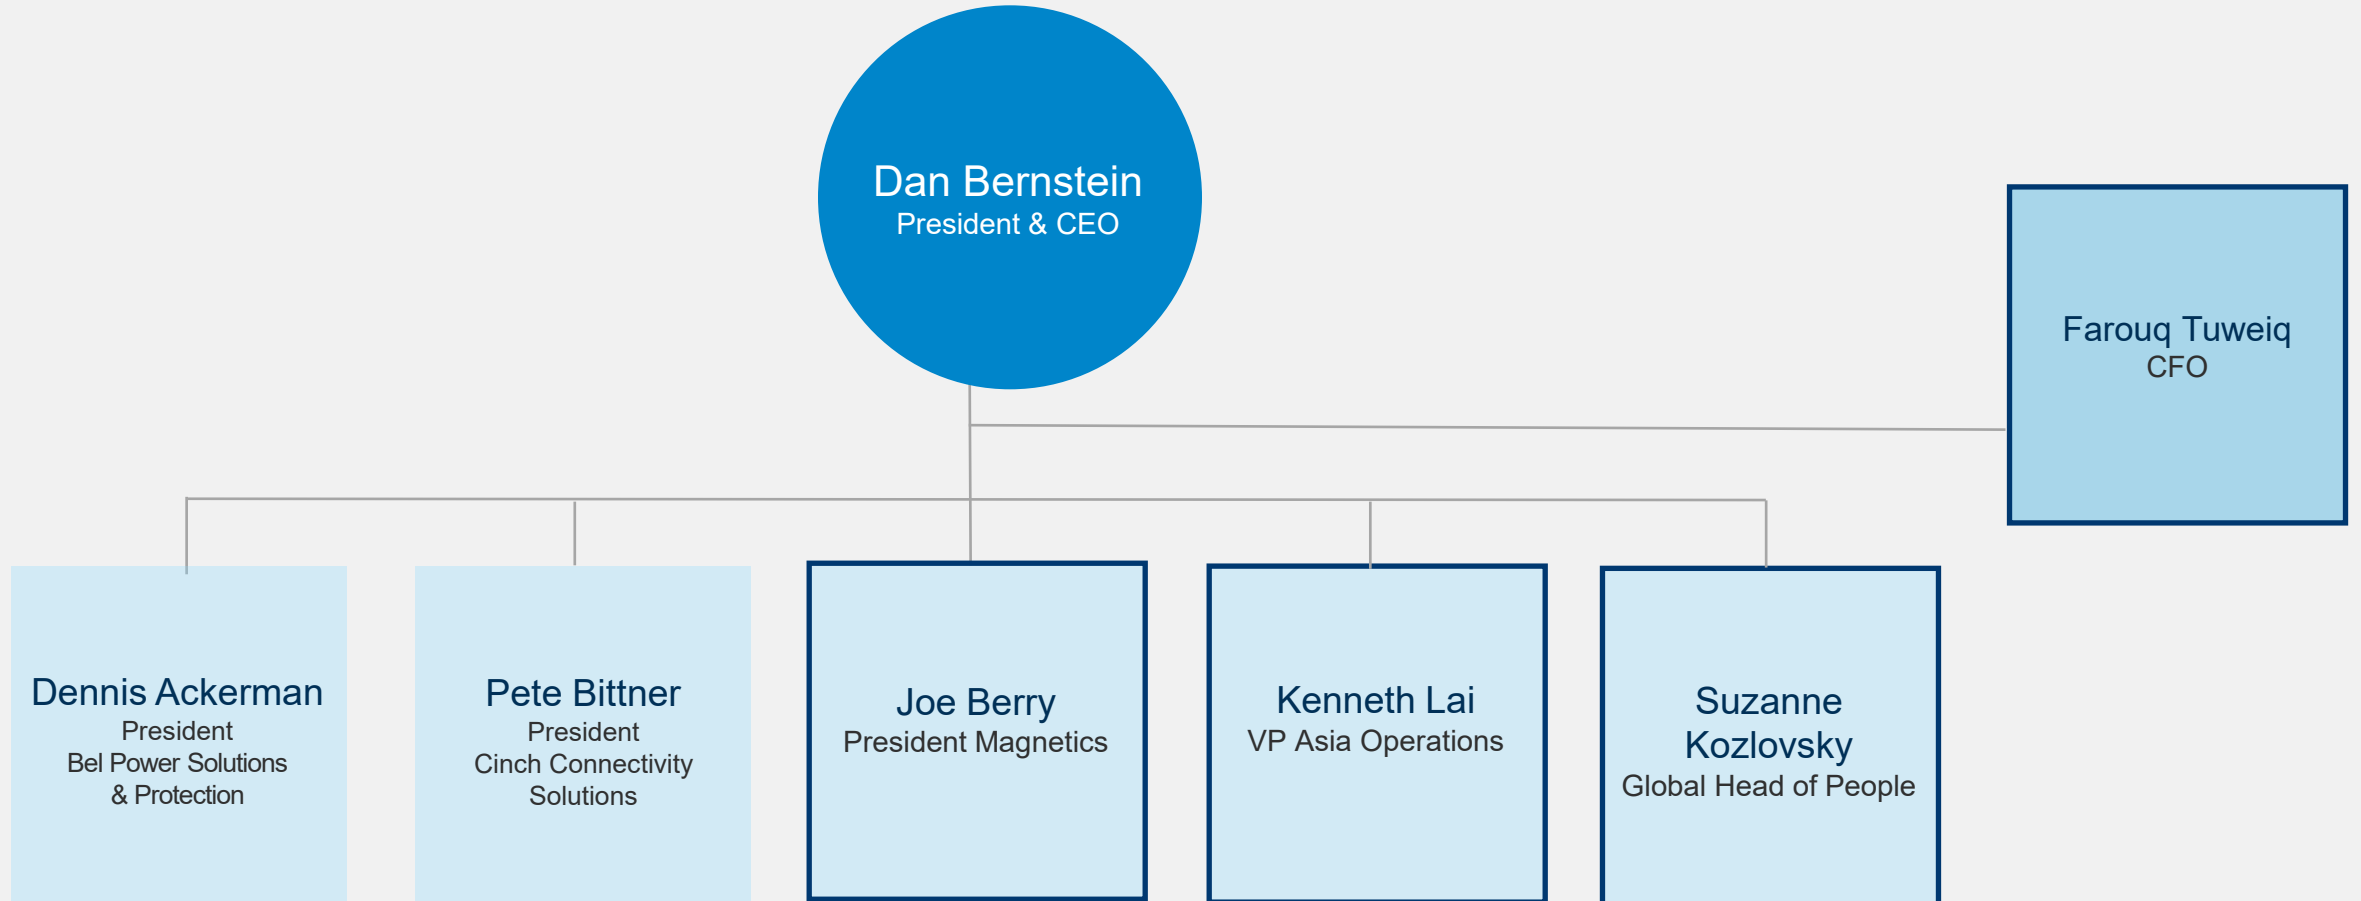 Dan Bernstein
President & CEO
Farouq Tuweiq
CFO
Dennis Ackerman
President
Bel Power Solutions
& Protection
Pete Bittner
President
Cinch Connectivity
Solutions
Joe Berry
President Magnetics
Kenneth Lai
VP Asia Operations
Suzanne
Kozlovsky
Global Head of People